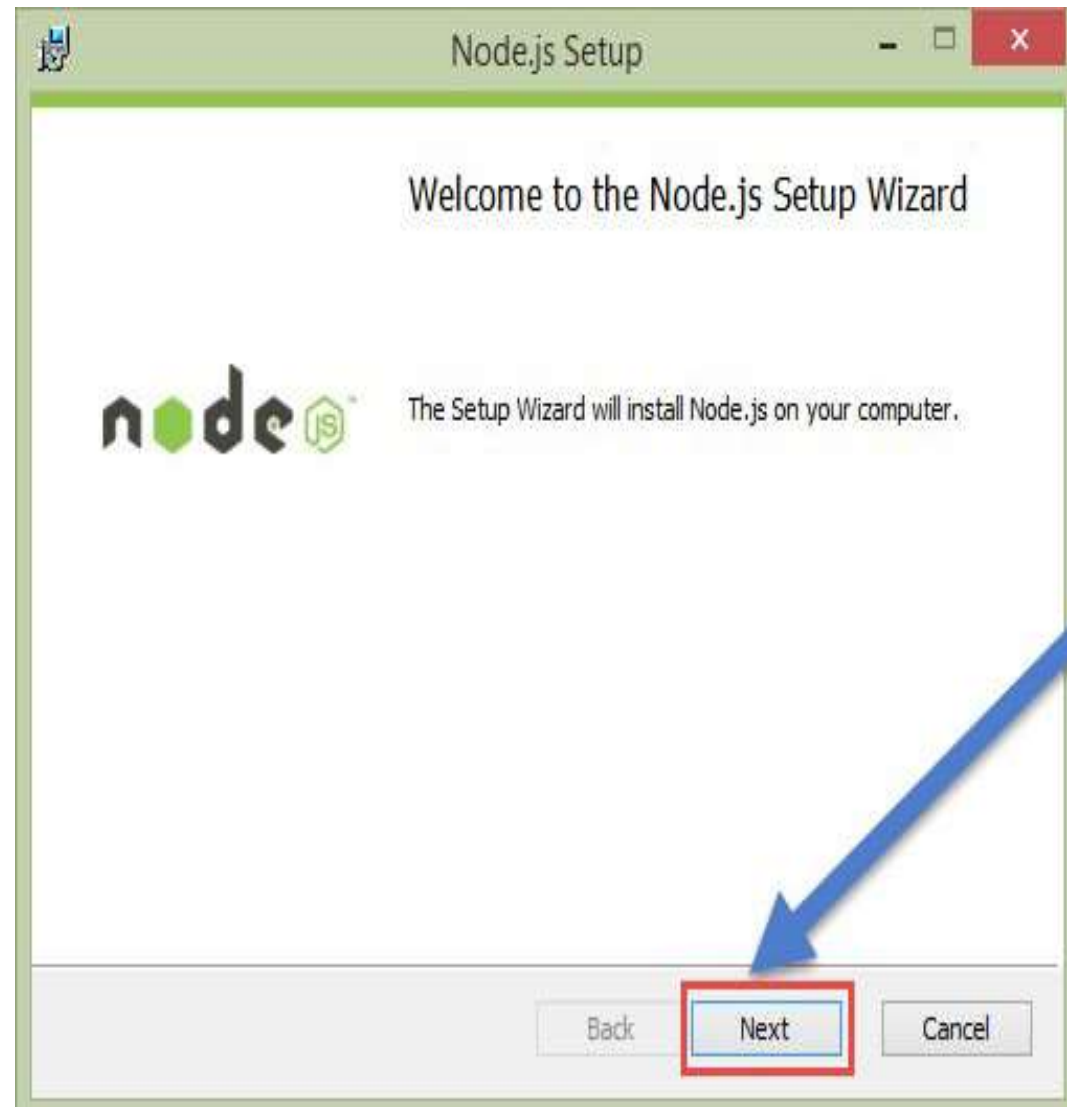 Node.js Setup
Welcome to the Node.js Setup Wizard
node JS
The Setup Wizard will install Node.js on your computer.
Back
Next
Cancel